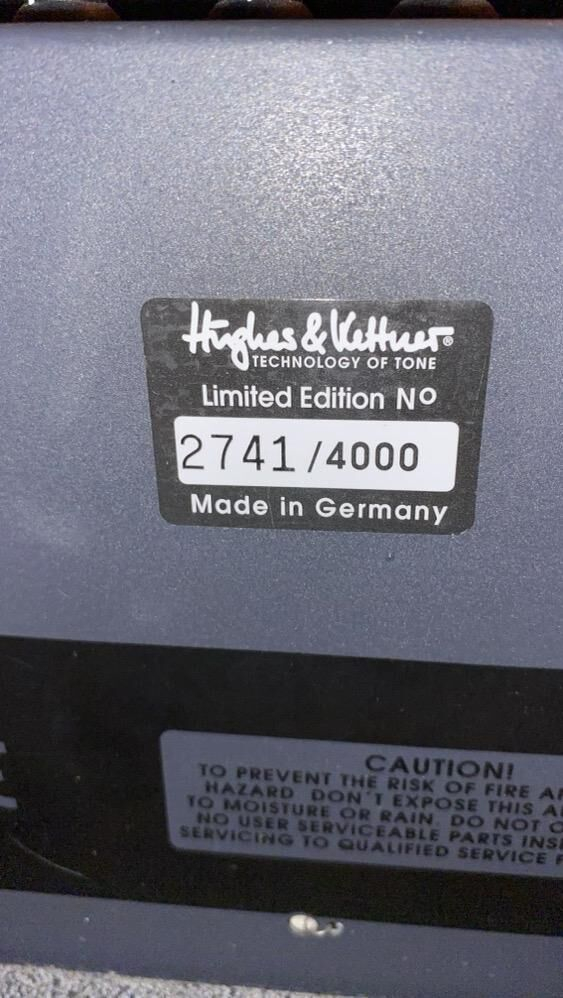 Hughes & Kettner®
TECHNOLOGY OF TONE
Limited Edition Nº
2741/4000
Made in Germany
CAUTION!
TO PREVENT THE RISK OF FIRE
HAZARD DON'T EXPOSE THIS
TO MOISTURE OR RAIN. DO NOT
NO USER SERVICEABLE PARTS
SERVICING TO QUALIFIED SERVICE